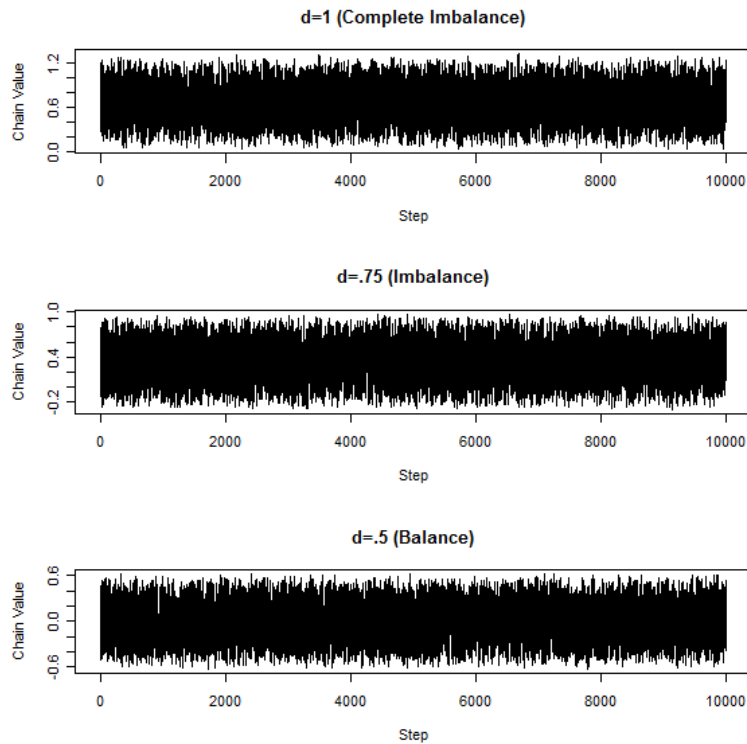 d=1 (Complete Imbalance)
Chain Value
0.0 0.6 1.2
0 2000 4000 6000 8000 10000
Step
d=.75 (Imbalance)
Chain Value
-0.2 0.4 1.0
0 2000 4000 6000 8000 10000
Step
d=.5 (Balance)
Chain Value
-0.6 0.0 0.6
0 2000 4000 6000 8000 10000
Step